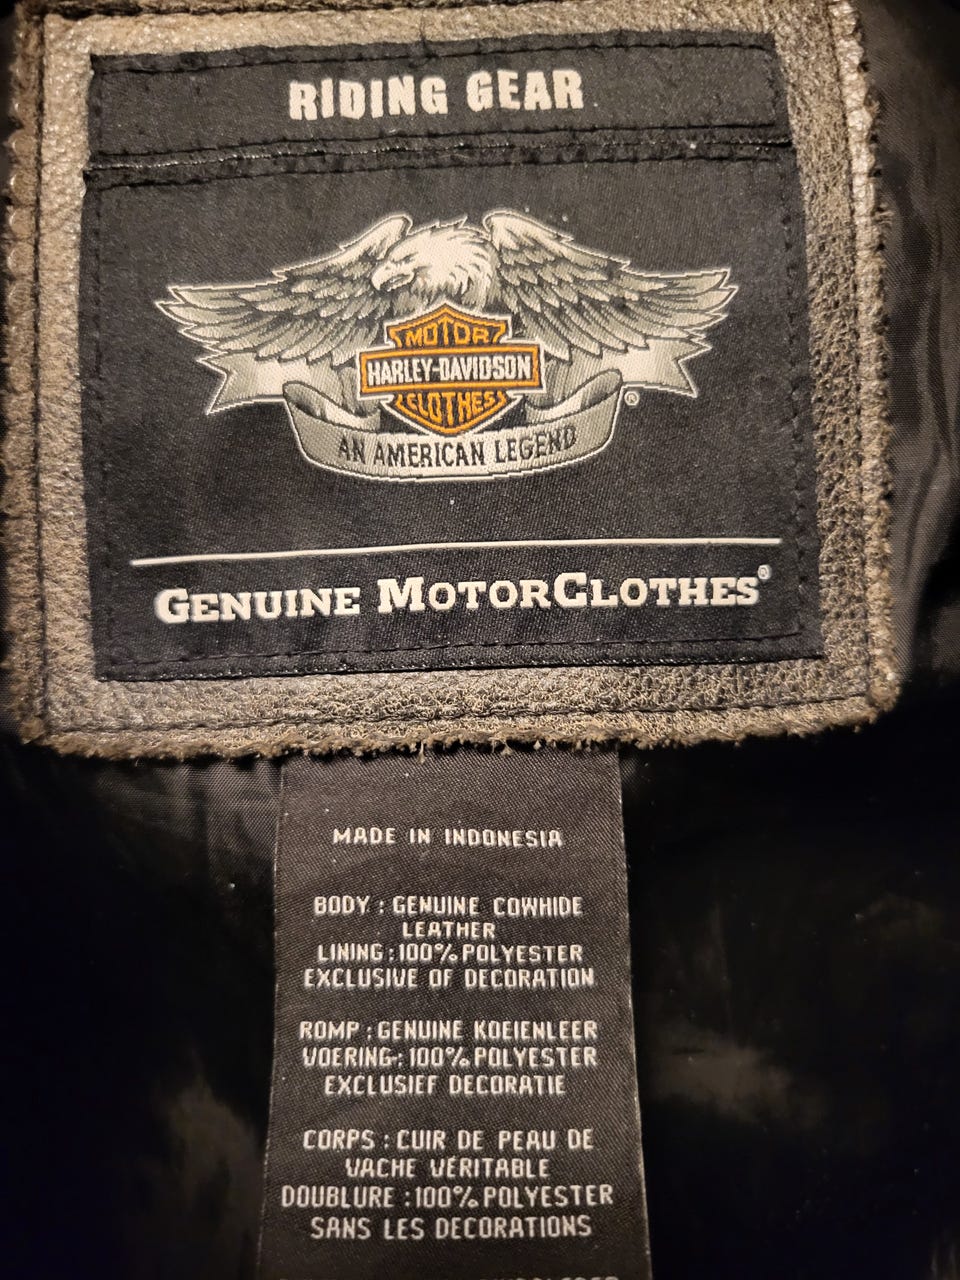 RIDING GEAR
MOTOR
HARLEY-DAVIDSON
CLOTHES
®
AN AMERICAN LEGEND
GENUINE MOTORCLOTHES®
MADE IN INDONESIA
BODY : GENUINE COWHIDE
LEATHER
LINING : 100% POLYESTER
EXCLUSIVE OF DECORATION
ROMP : GENUINE KOEIENLEER
VOERING : 100% POLYESTER
EXCLUSIEF DECORATIE
CORPS : CUIR DE PEAU DE
VACHE VÉRITABLE
DOUBLURE : 100% POLYESTER
SANS LES DECORATIONS